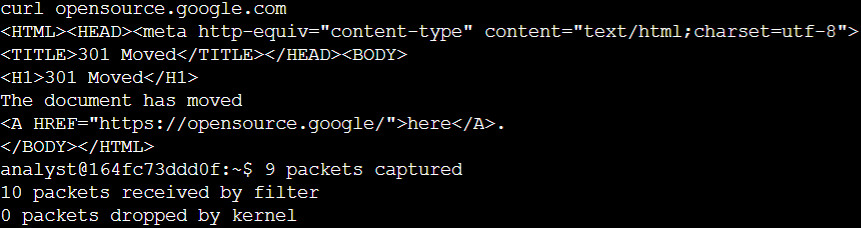 curl opensource.google.com
<HTML><HEAD><meta http-equiv="content-type" content="text/html;charset=utf-8">
<TITLE>301 Moved</TITLE></HEAD><BODY>
<H1>301 Moved</H1>
The document has moved
<A HREF="https://opensource.google/">here</A>.
</BODY></HTML>
analyst@164fc73ddd0f:~$ 9 packets captured
10 packets received by filter
0 packets dropped by kernel